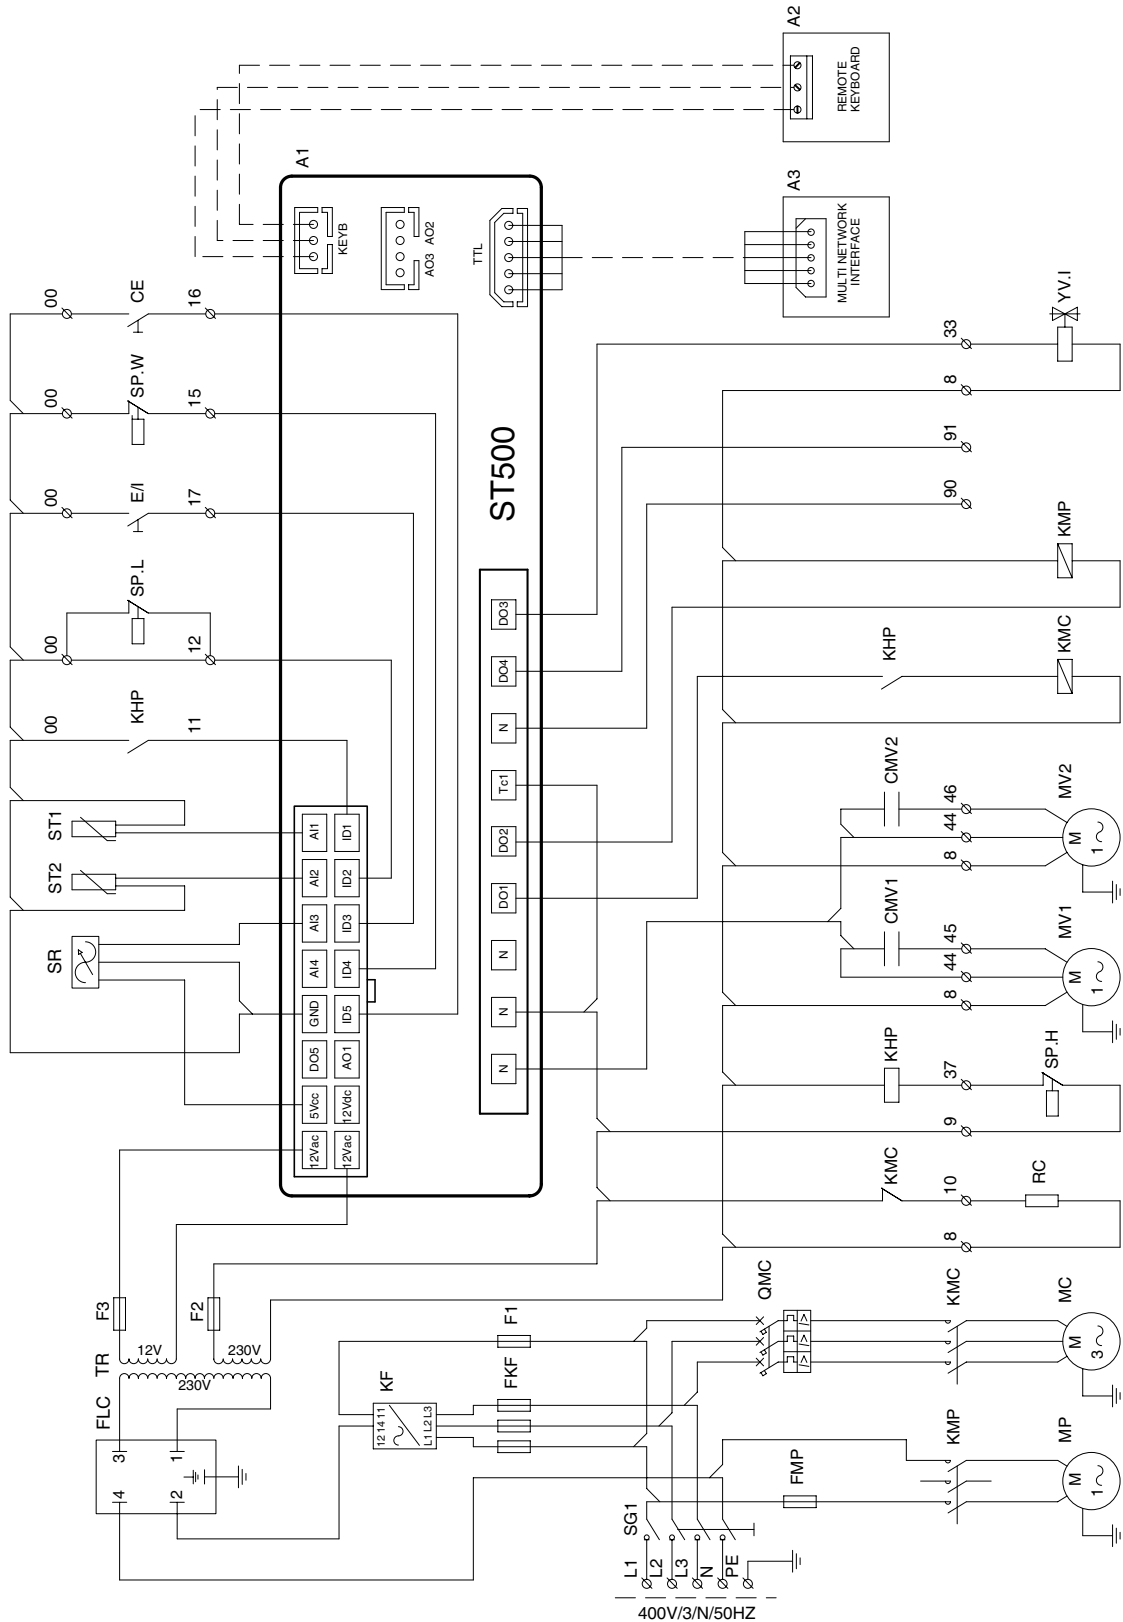 A2
REMOTE
KEYBOARD
A1
A3
MULTI NETWORK
INTERFACE
KEYB
AO3 AO2
TTL
ST500
00
CE
16
00
SP.W
15
00
E/I
17
00
SP.L
12
00
KHP
11
ST1
ST2
SR
AI1
AI2
AI3
AI4
GND
DO5
5Vcc
12Vac
ID1
ID2
ID3
ID4
ID5
AO1
12Vdc
12Vac
DO3
DO4
N
Tc1
DO2
DO1
N
N
N
33
YV.I
8
91
90
KMP
KHP
KMC
CMV2
46
44
8
MV2
M
1
CMV1
45
44
8
MV1
M
1
KHP
37
SP.H
9
KMC
10
RC
8
F3
F2
TR
12V
230V
230V
FLC
3
1
4
2
KF
12 14 11
L1 L2 L3
F1
FKF
QMC
I>
I>
I>
KMC
MC
M
3
KMP
MP
M
1
FMP
SG1
L1
L2
L3
N
PE
400V/3/N/50HZ